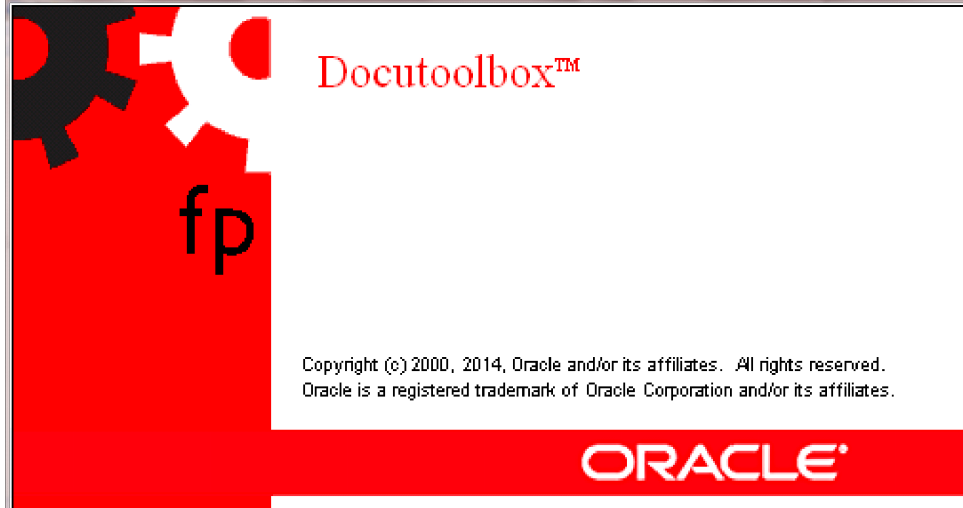 Docutoolbox™
fp
Copyright (c) 2000, 2014, Oracle and/or its affiliates.  All rights reserved.
Oracle is a registered trademark of Oracle Corporation and/or its affiliates.
ORACLE®